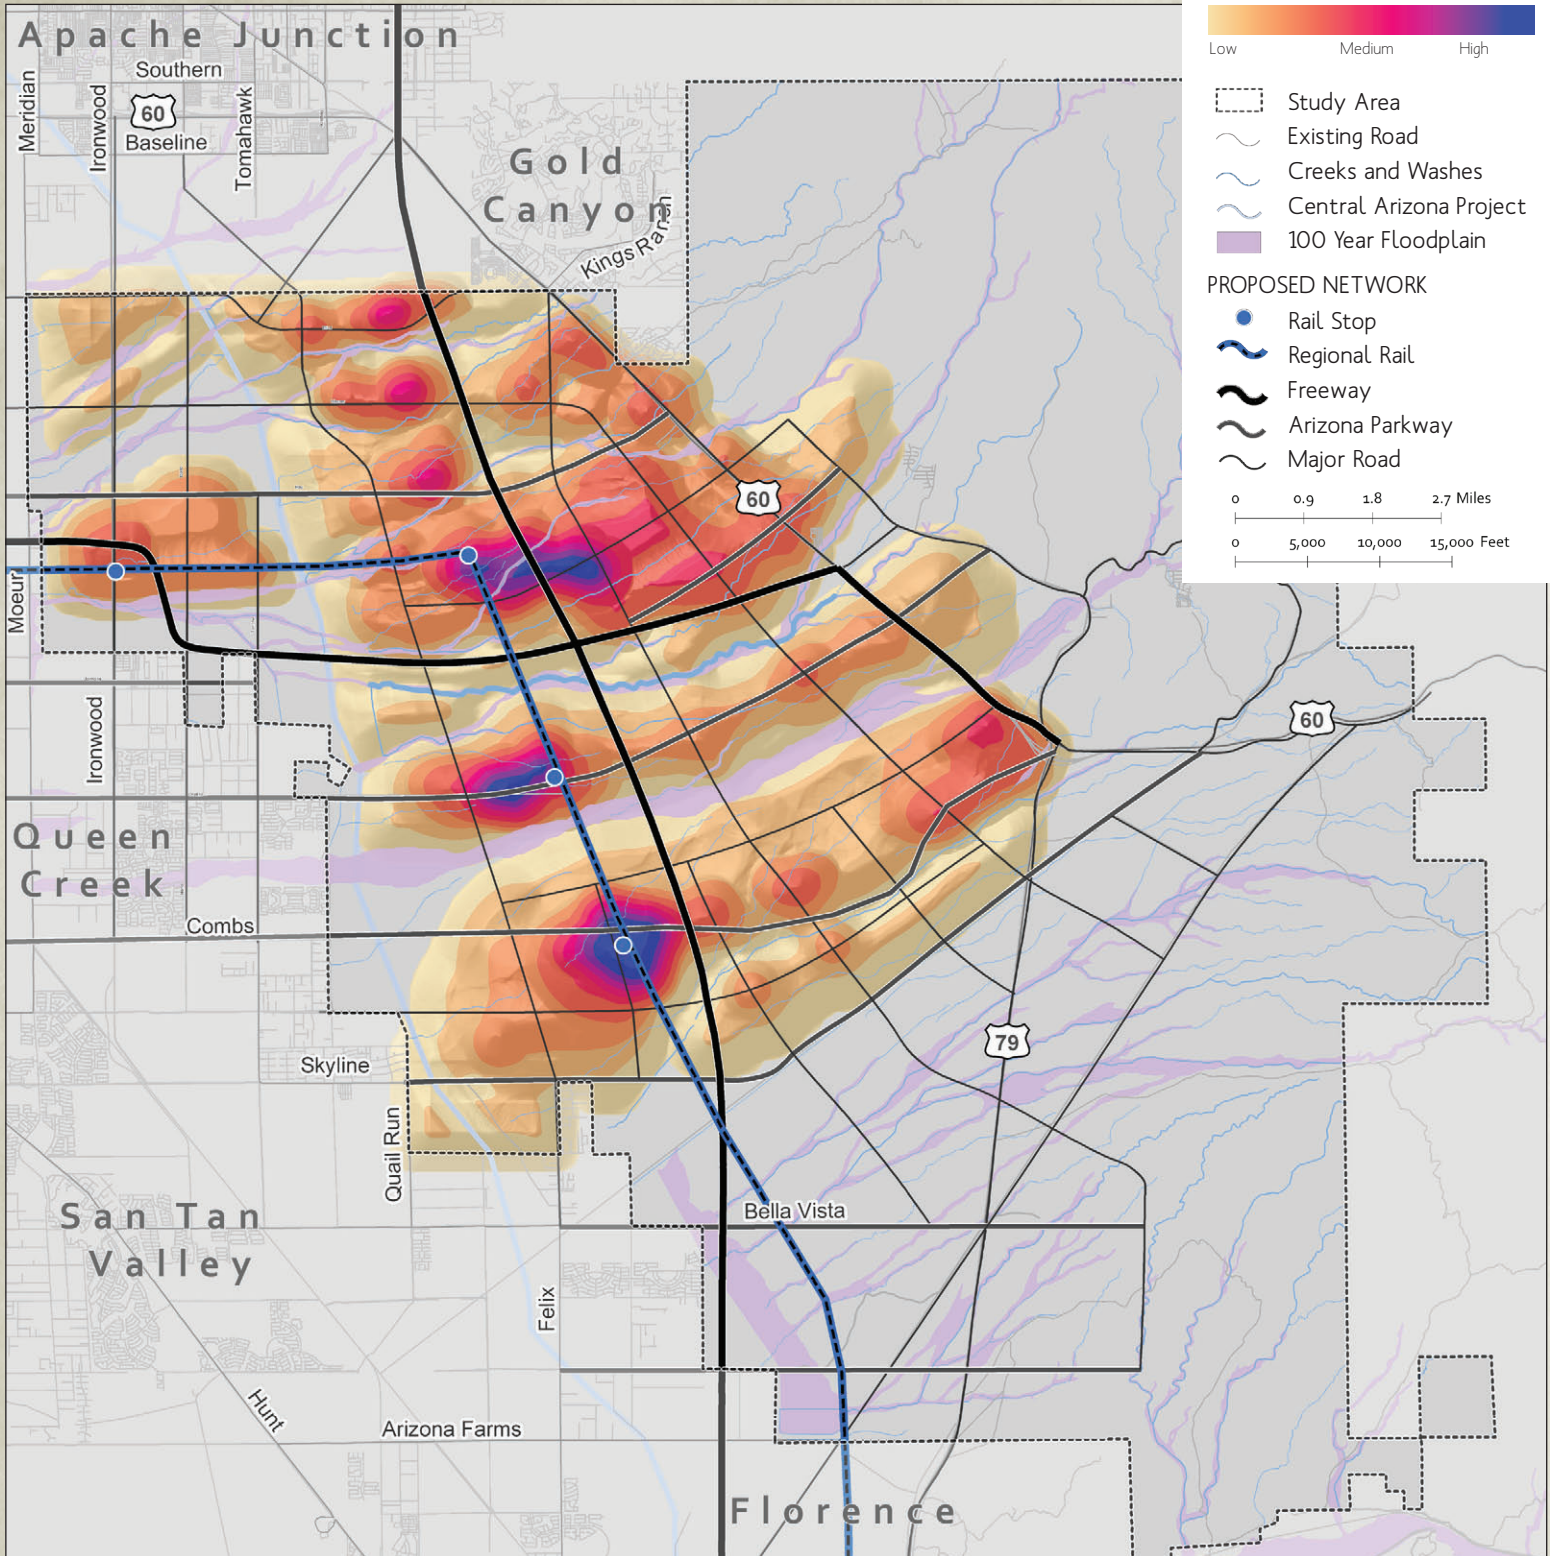 Apache Junction
Southern
60
Baseline
Meridian
Ironwood
Tomahawk
Gold
Canyon
Kings Ranch
60
Moeur
Ironwood
60
Queen
Creek
Combs
79
Skyline
Quail Run
San Tan
Valley
Bella Vista
Felix
Hunt
Arizona Farms
Florence
Low Medium High
Study Area
Existing Road
Creeks and Washes
Central Arizona Project
100 Year Floodplain
PROPOSED NETWORK
Rail Stop
Regional Rail
Freeway
Arizona Parkway
Major Road
0 0.9 1.8 2.7 Miles
0 5,000 10,000 15,000 Feet